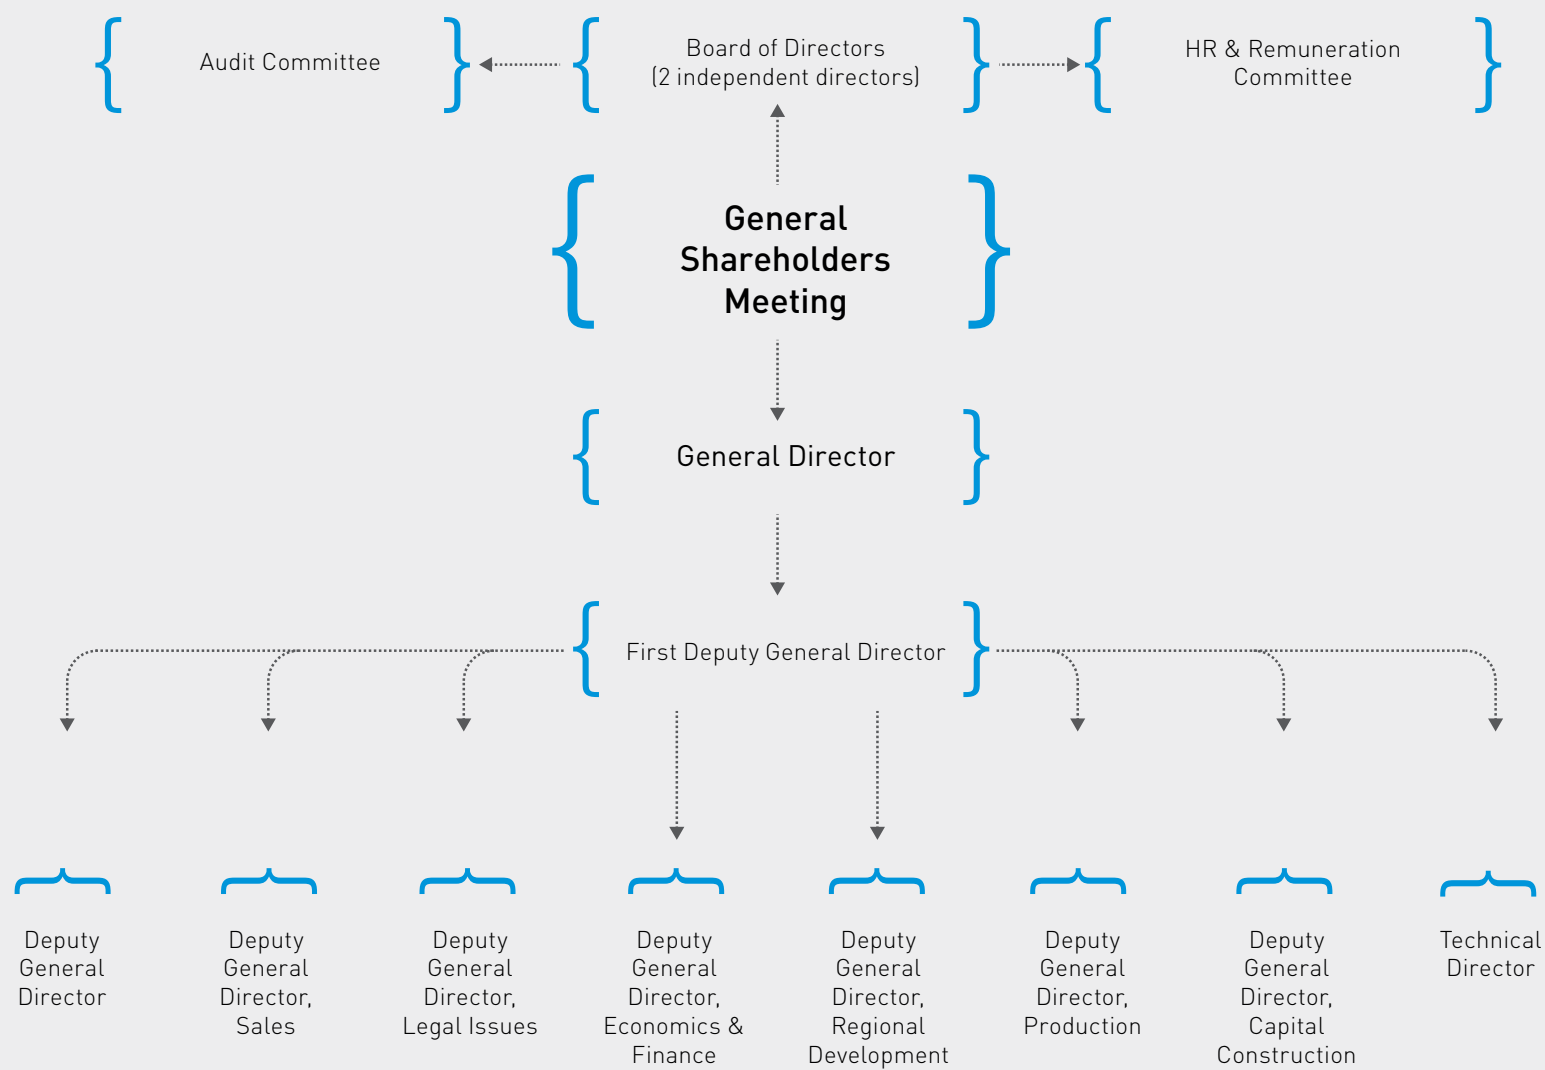 Audit Committee
Board of Directors
(2 independent directors)
HR & Remuneration
Committee
General
Shareholders
Meeting
General Director
First Deputy General Director
Deputy
General
Director
Deputy
General
Director,
Sales
Deputy
General
Director,
Legal Issues
Deputy
General
Director,
Economics &
Finance
Deputy
General
Director,
Regional
Development
Deputy
General
Director,
Production
Deputy
General
Director,
Capital
Construction
Technical
Director